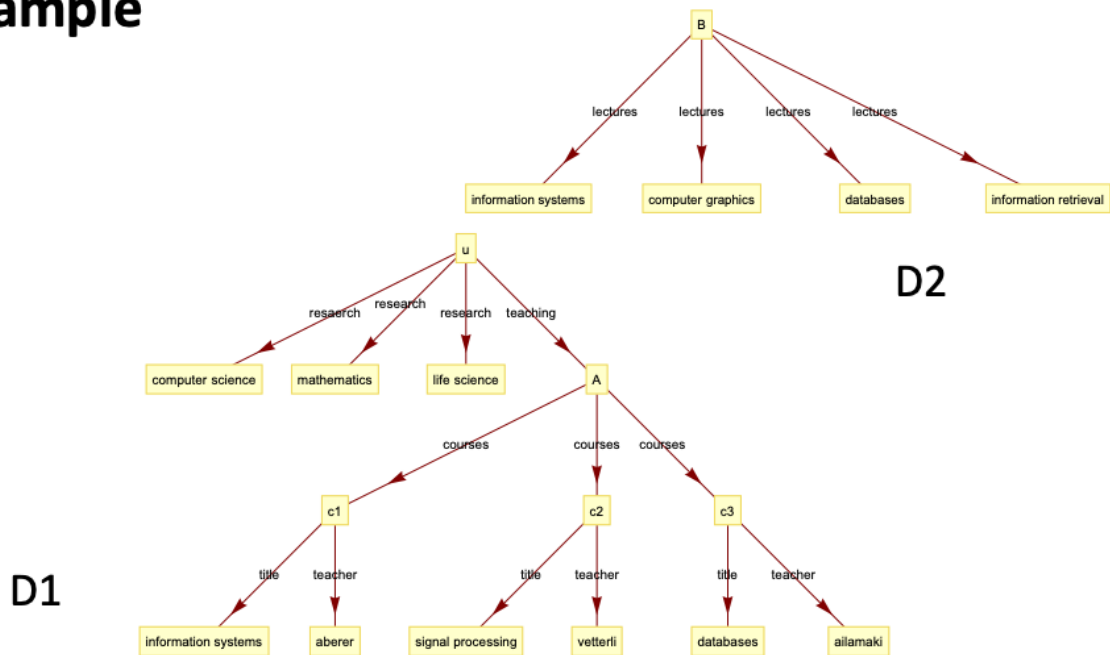 ample
B
lectures lectures lectures lectures
information systems computer graphics databases information retrieval
u
D2
resaerch research research teaching
computer science mathematics life science A
courses courses courses
c1 c2 c3
D1
title teacher title teacher title teacher
information systems aberer signal processing vetterli databases ailamaki